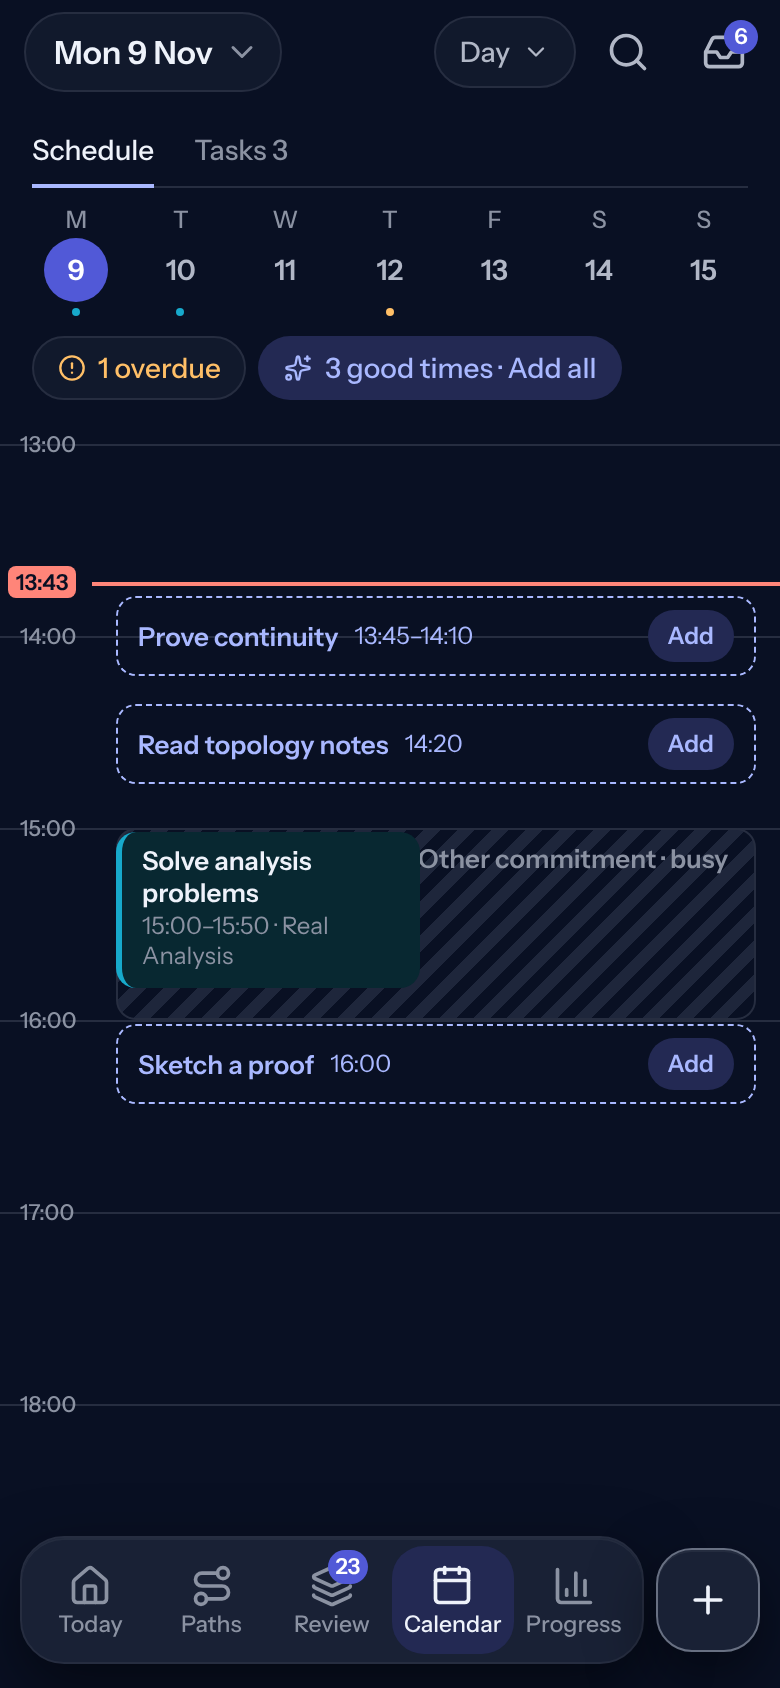 Mon 9 Nov
Day
6
Schedule
Tasks 3
M T W T F S S
9 10 11 12 13 14 15
1 overdue
3 good times · Add all
13:00
13:43
14:00
Prove continuity 13:45–14:10
Add
Read topology notes 14:20
Add
15:00
Solve analysis
problems
15:00–15:50 · Real
Analysis
Other commitment · busy
16:00
Sketch a proof 16:00
Add
17:00
18:00
23
Today
Paths
Review
Calendar
Progress